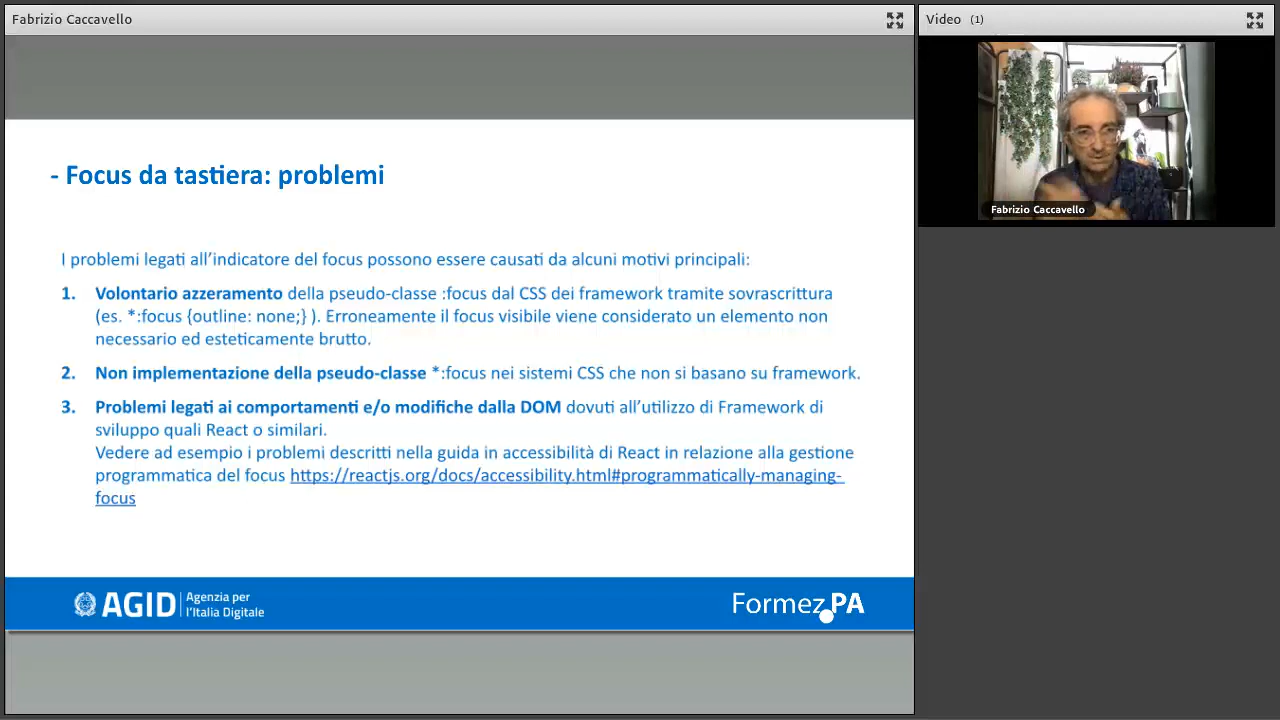 Fabrizio Caccavello
Video (1)
Fabrizio Caccavello
- Focus da tastiera: problemi
I problemi legati all’indicatore del focus possono essere causati da alcuni motivi principali:
1. Volontario azzeramento della pseudo-classe :focus dal CSS dei framework tramite sovrascrittura
(es. *:focus {outline: none;} ). Erroneamente il focus visibile viene considerato un elemento non
necessario ed esteticamente brutto.
2. Non implementazione della pseudo-classe *:focus nei sistemi CSS che non si basano su framework.
3. Problemi legati ai comportamenti e/o modifiche dalla DOM dovuti all’utilizzo di Framework di
sviluppo quali React o similari.
Vedere ad esempio i problemi descritti nella guida in accessibilità di React in relazione alla gestione
programmatica del focus https://reactjs.org/docs/accessibility.html#programmatically-managing-
focus
AGID Agenzia per
l’Italia Digitale
Formez.PA